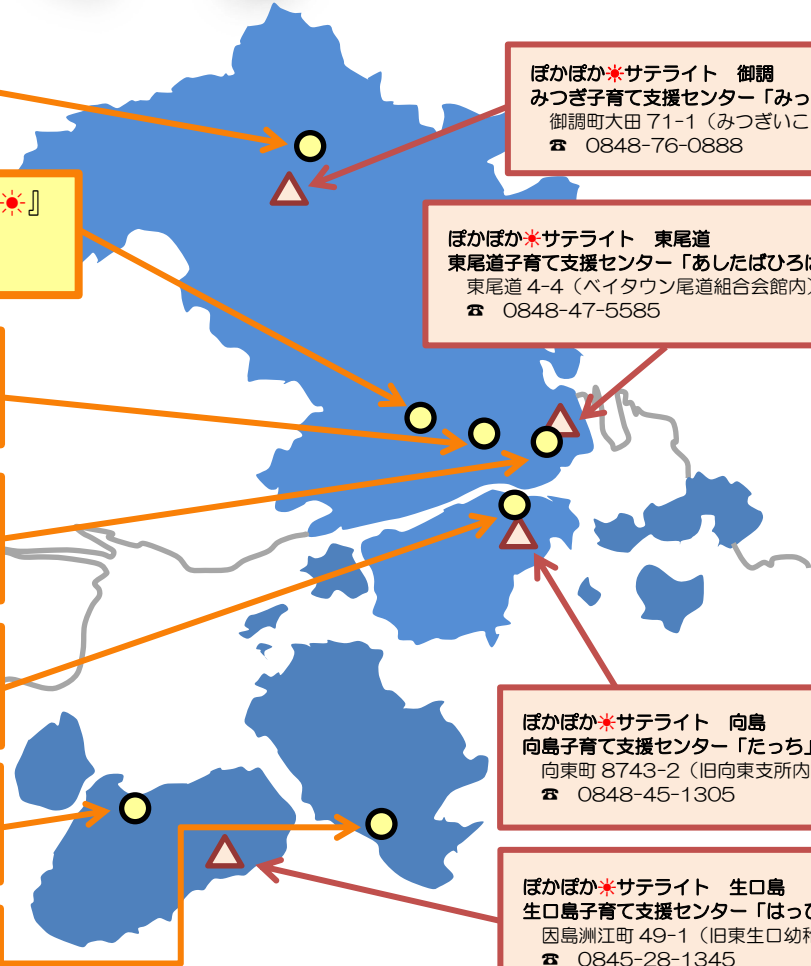 』
ぽかぽか☀サテライト　御調
みつぎ子育て支援センター「みっ
御調町大田 71-1（みつぎいこ
☎ 0848-76-0888
ぽかぽか☀サテライト　東尾道
東尾道子育て支援センター「あしたばひろば
東尾道 4-4（ベイタウン尾道組合会館内）
☎ 0848-47-5585
ぽかぽか☀サテライト　向島
向島子育て支援センター「たっち」
向東町 8743-2（旧向東支所内
☎ 0848-45-1305
ぽかぽか☀サテライト　生口島
生口島子育て支援センター「はっぴ
因島洲江町 49-1（旧東生口幼稚
☎ 0845-28-1345